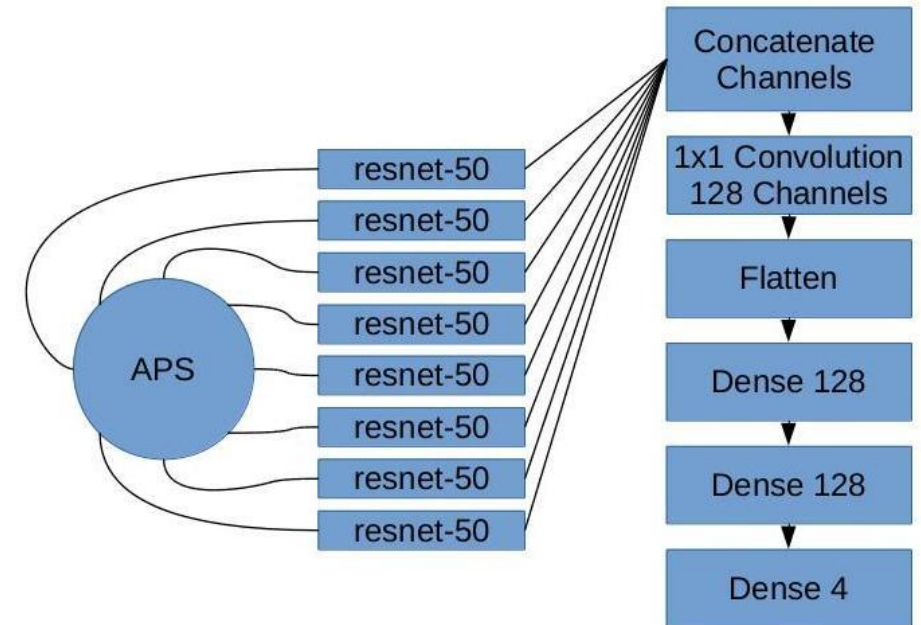 APS
resnet-50
resnet-50
resnet-50
resnet-50
resnet-50
resnet-50
resnet-50
resnet-50
Concatenate
Channels
1x1 Convolution
128 Channels
Flatten
Dense 128
Dense 128
Dense 4